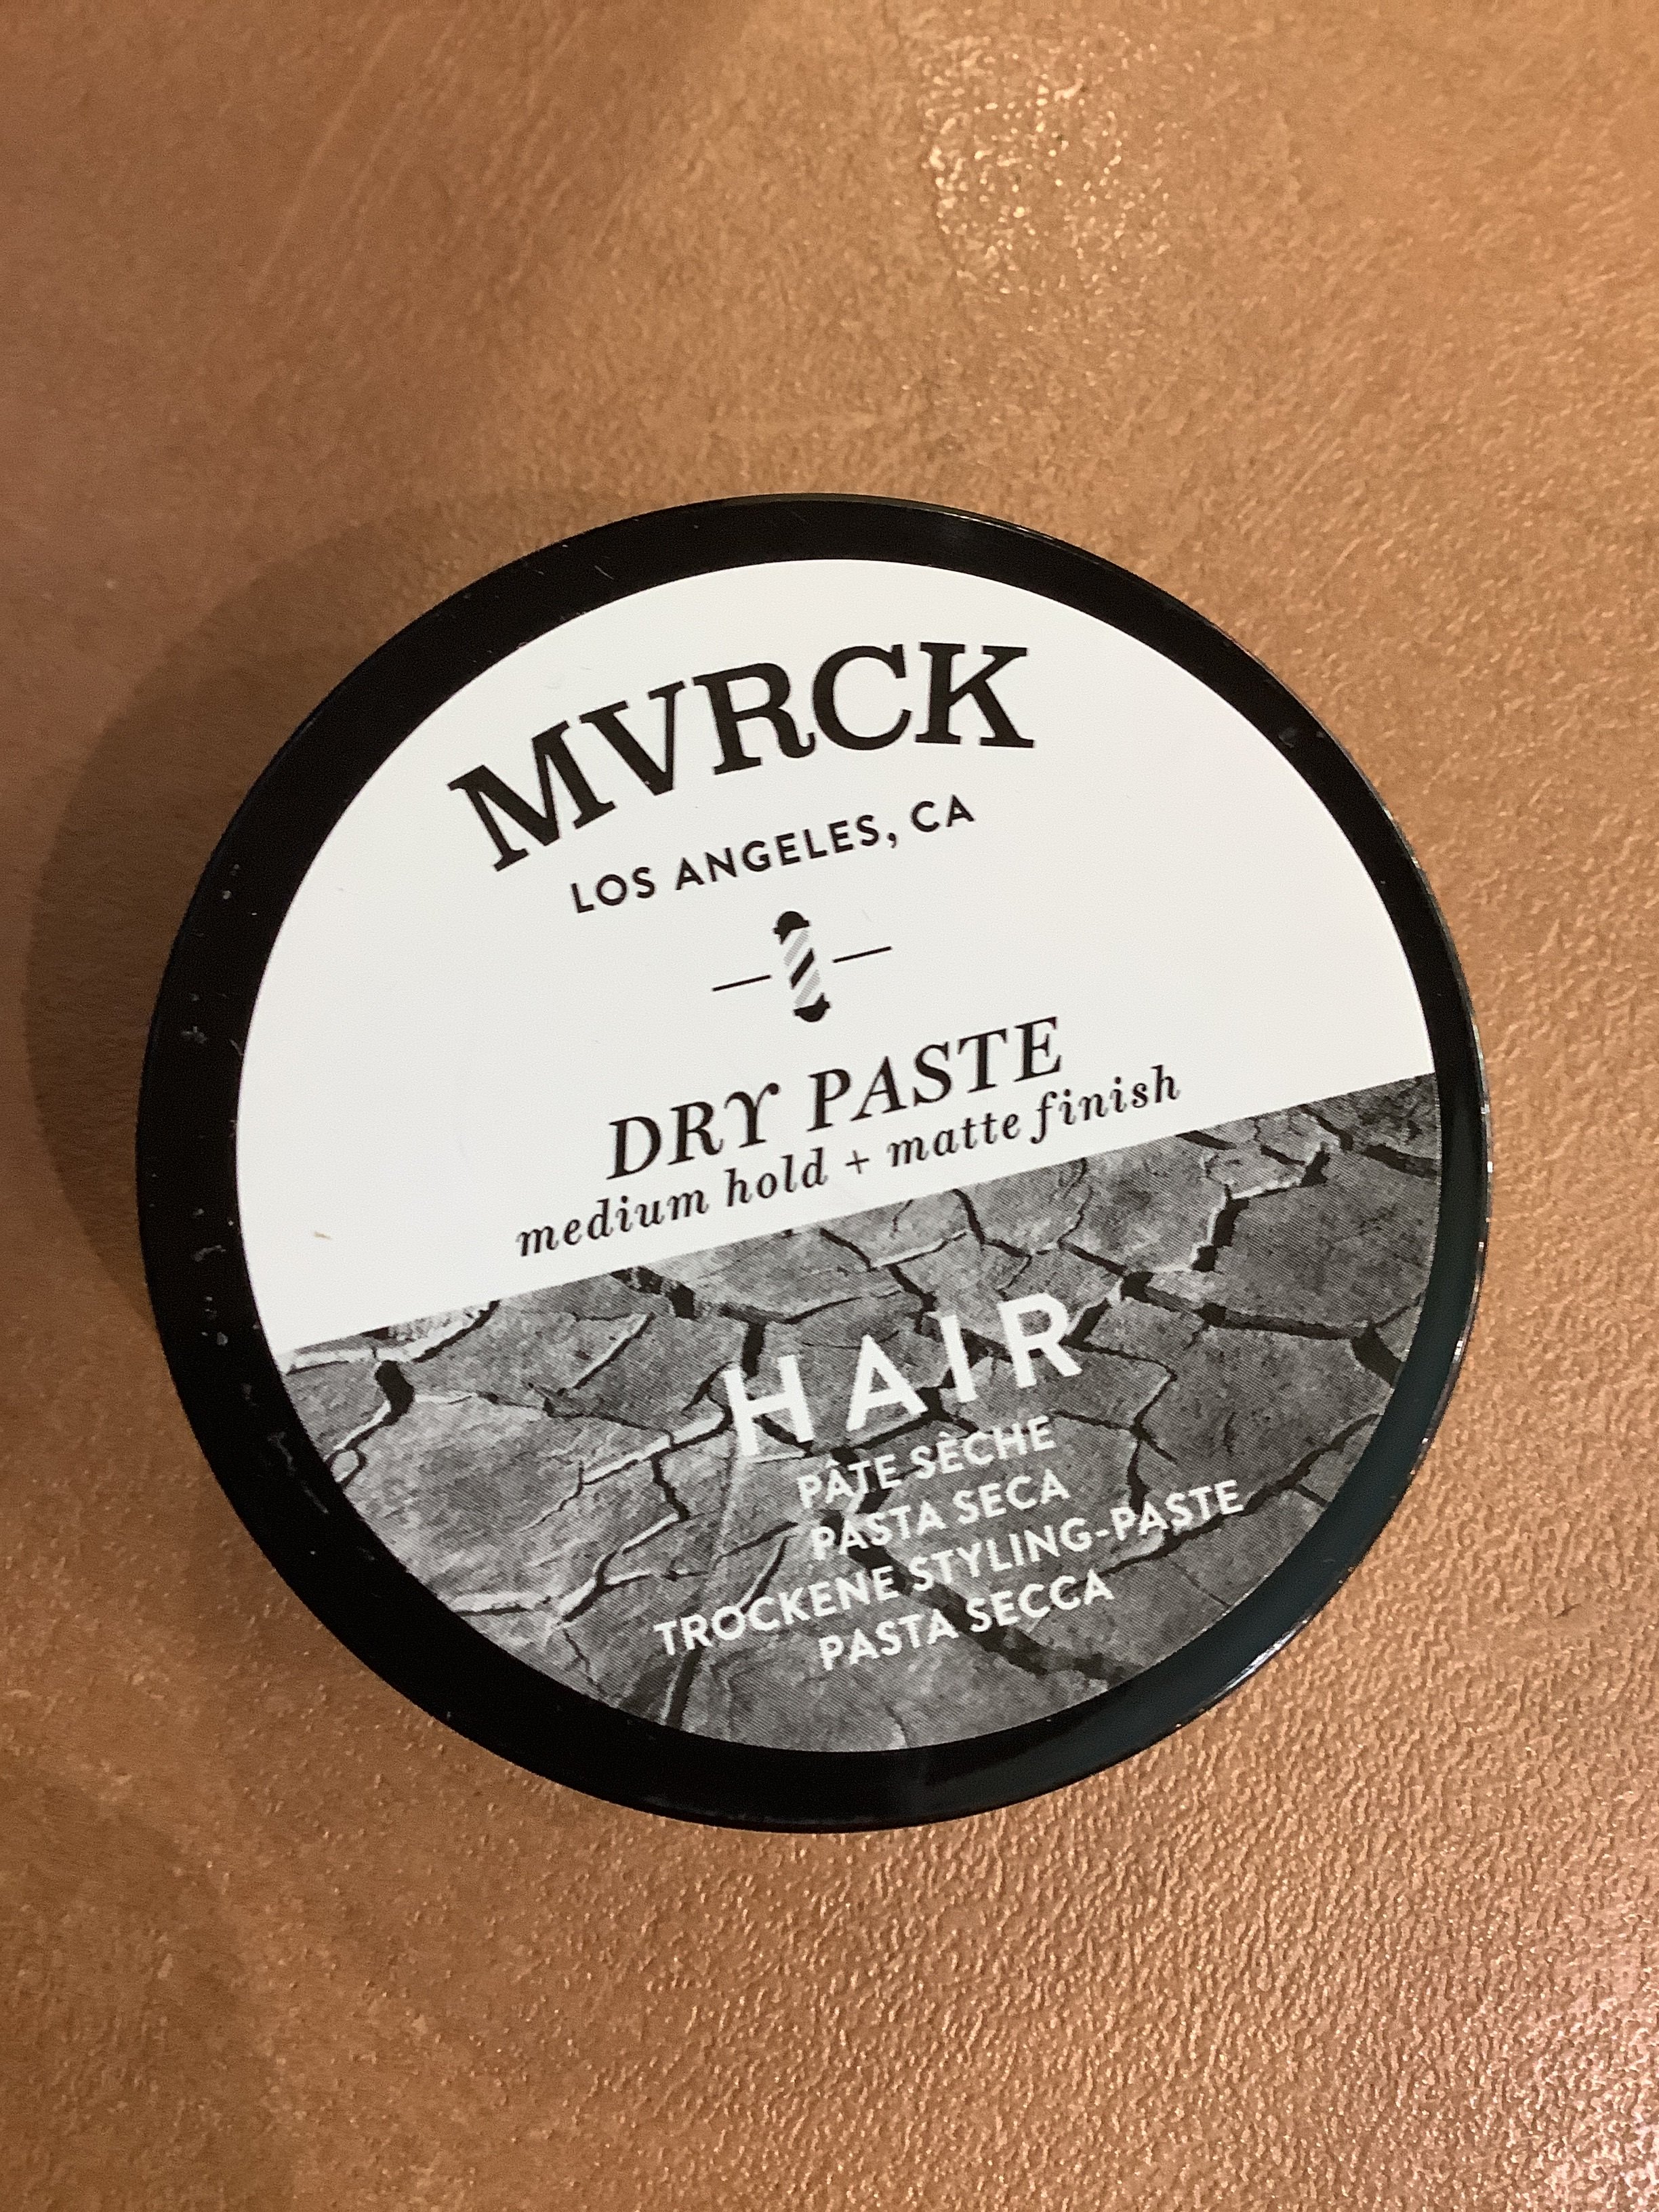 MVRCK
LOS ANGELES, CA
DRY PASTE
medium hold + matte finish
HAIR
PÂTE SÈCHE
PASTA SECA
TROCKENE STYLING-PASTE
PASTA SECCA